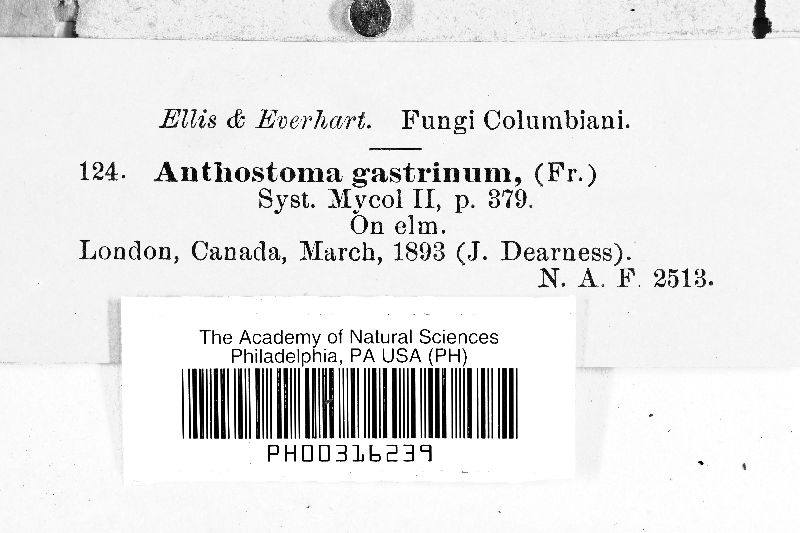 Ellis & Everhart. Fungi Columbiani.
124. Anthostoma gastrinum, (Fr.)
Syst. Mycol II, p. 379.
On elm.
London, Canada, March, 1893 (J. Dearness).
N. A. F. 2513.
The Academy of Natural Sciences
Philadelphia, PA USA (PH)
PH00316239